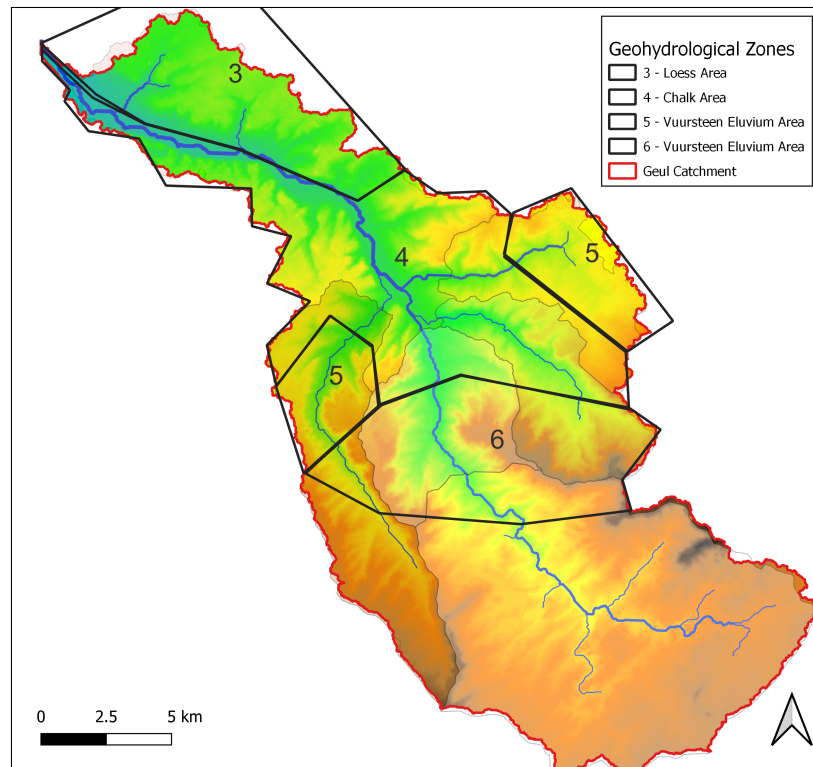 Geohydrological Zones
3 - Loess Area
4 - Chalk Area
5 - Vuursteen Eluvium Area
6 - Vuursteen Eluvium Area
Geul Catchment
3
4
5
5
6
0 2.5 5 km